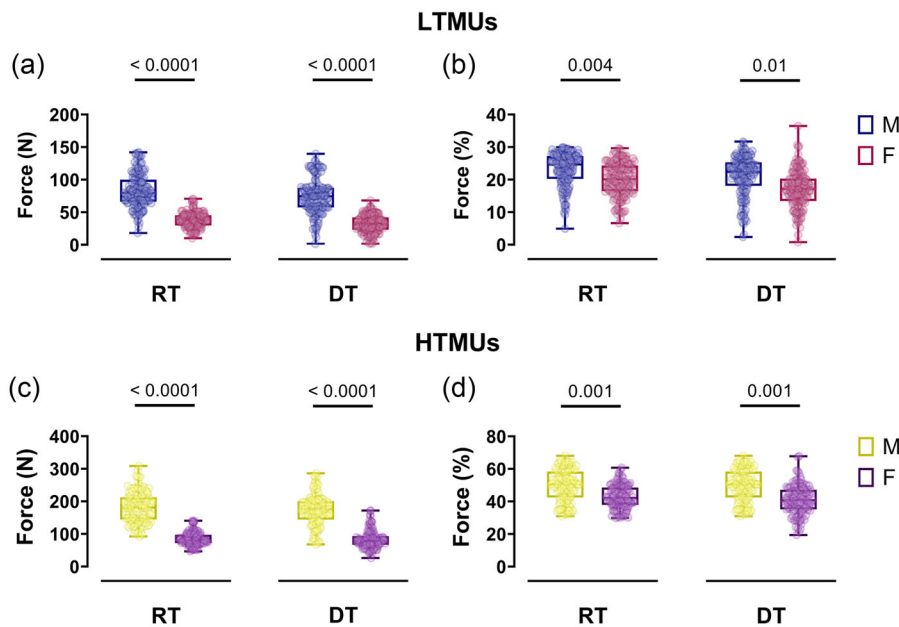 LTMUs
(a)
< 0.0001
< 0.0001
Force (N)
200
150
100
50
0
RT
DT
(b)
0.004
0.01
Force (%)
40
30
20
10
0
RT
DT
M
F
HTMUs
(c)
< 0.0001
< 0.0001
Force (N)
400
300
200
100
0
RT
DT
(d)
0.001
0.001
Force (%)
80
60
40
20
0
RT
DT
M
F